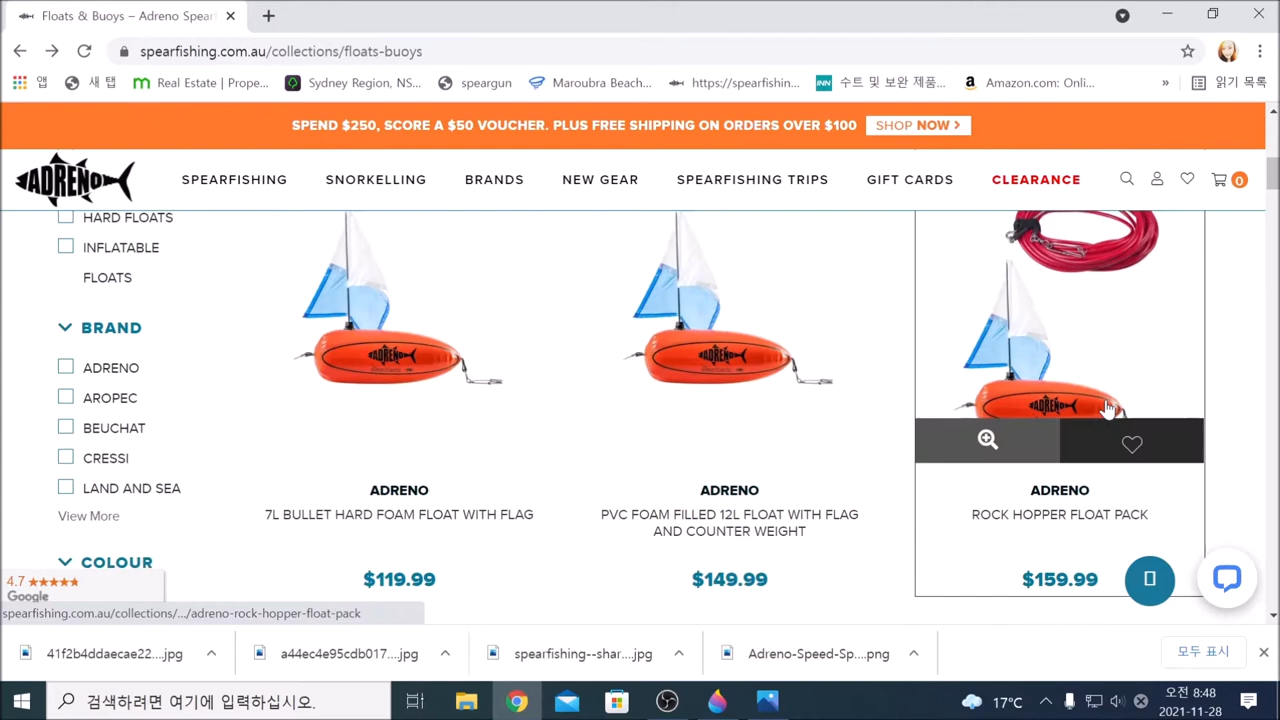 Floats & Buoys – Adreno Spearf
spearfishing.com.au/collections/floats-buoys
앱
새 탭
Real Estate | Prope...
Sydney Region, NS...
speargun
Maroubra Beach...
https://spearfishin...
수트 및 보완 제품...
Amazon.com: Onli...
»
읽기 목록
SPEND $250, SCORE A $50 VOUCHER. PLUS FREE SHIPPING ON ORDERS OVER $100
SHOP NOW >
ADRENO
SPEARFISHING
SNORKELLING
BRANDS
NEW GEAR
SPEARFISHING TRIPS
GIFT CARDS
CLEARANCE
0
HARD FLOATS
INFLATABLE
FLOATS
BRAND
ADRENO
AROPEC
BEUCHAT
CRESSI
LAND AND SEA
View More
COLOUR
ADRENO
ADRENO
ADRENO
ADRENO
7L BULLET HARD FOAM FLOAT WITH FLAG
$119.99
ADRENO
PVC FOAM FILLED 12L FLOAT WITH FLAG
AND COUNTER WEIGHT
$149.99
ADRENO
ROCK HOPPER FLOAT PACK
$159.99
4.7 ★★★★★
Google
spearfishing.com.au/collections/.../adreno-rock-hopper-float-pack
41f2b4ddaecae22....jpg
a44ec4e95cdb017....jpg
spearfishing--shar....jpg
Adreno-Speed-Sp....png
모두 표시
검색하려면 여기에 입력하십시오.
17°C
오전 8:48
2021-11-28